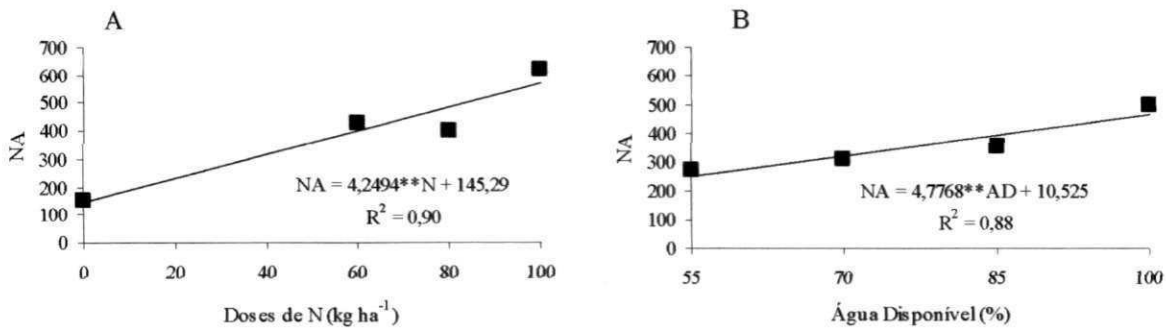 A
700
600
500
400
300
200
100
0
NA
NA = 4,2494**N + 145,29
R² = 0,90
0 20 40 60 80 100
Doses de N (kg ha⁻¹)
B
700
600
500
400
300
200
100
0
NA
NA = 4,7768**AD + 10,525
R² = 0,88
55 70 85 100
Água Disponível (%)